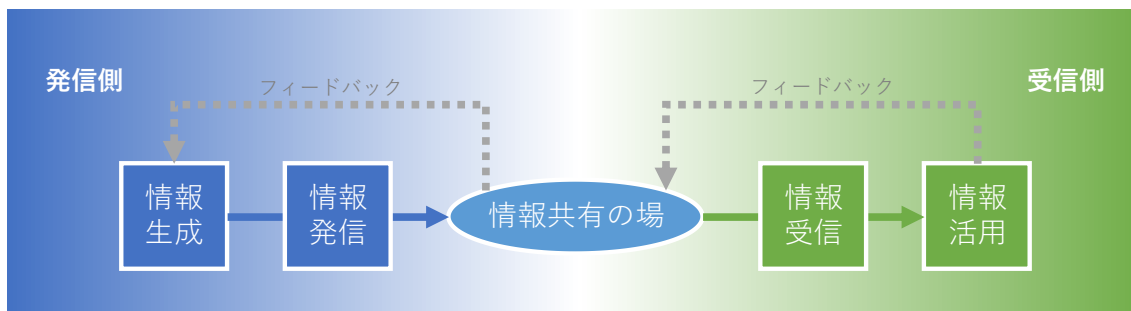 発信側
受信側
フィードバック
フィードバック
情報
生成
情報
発信
情報共有の場
情報
受信
情報
活用